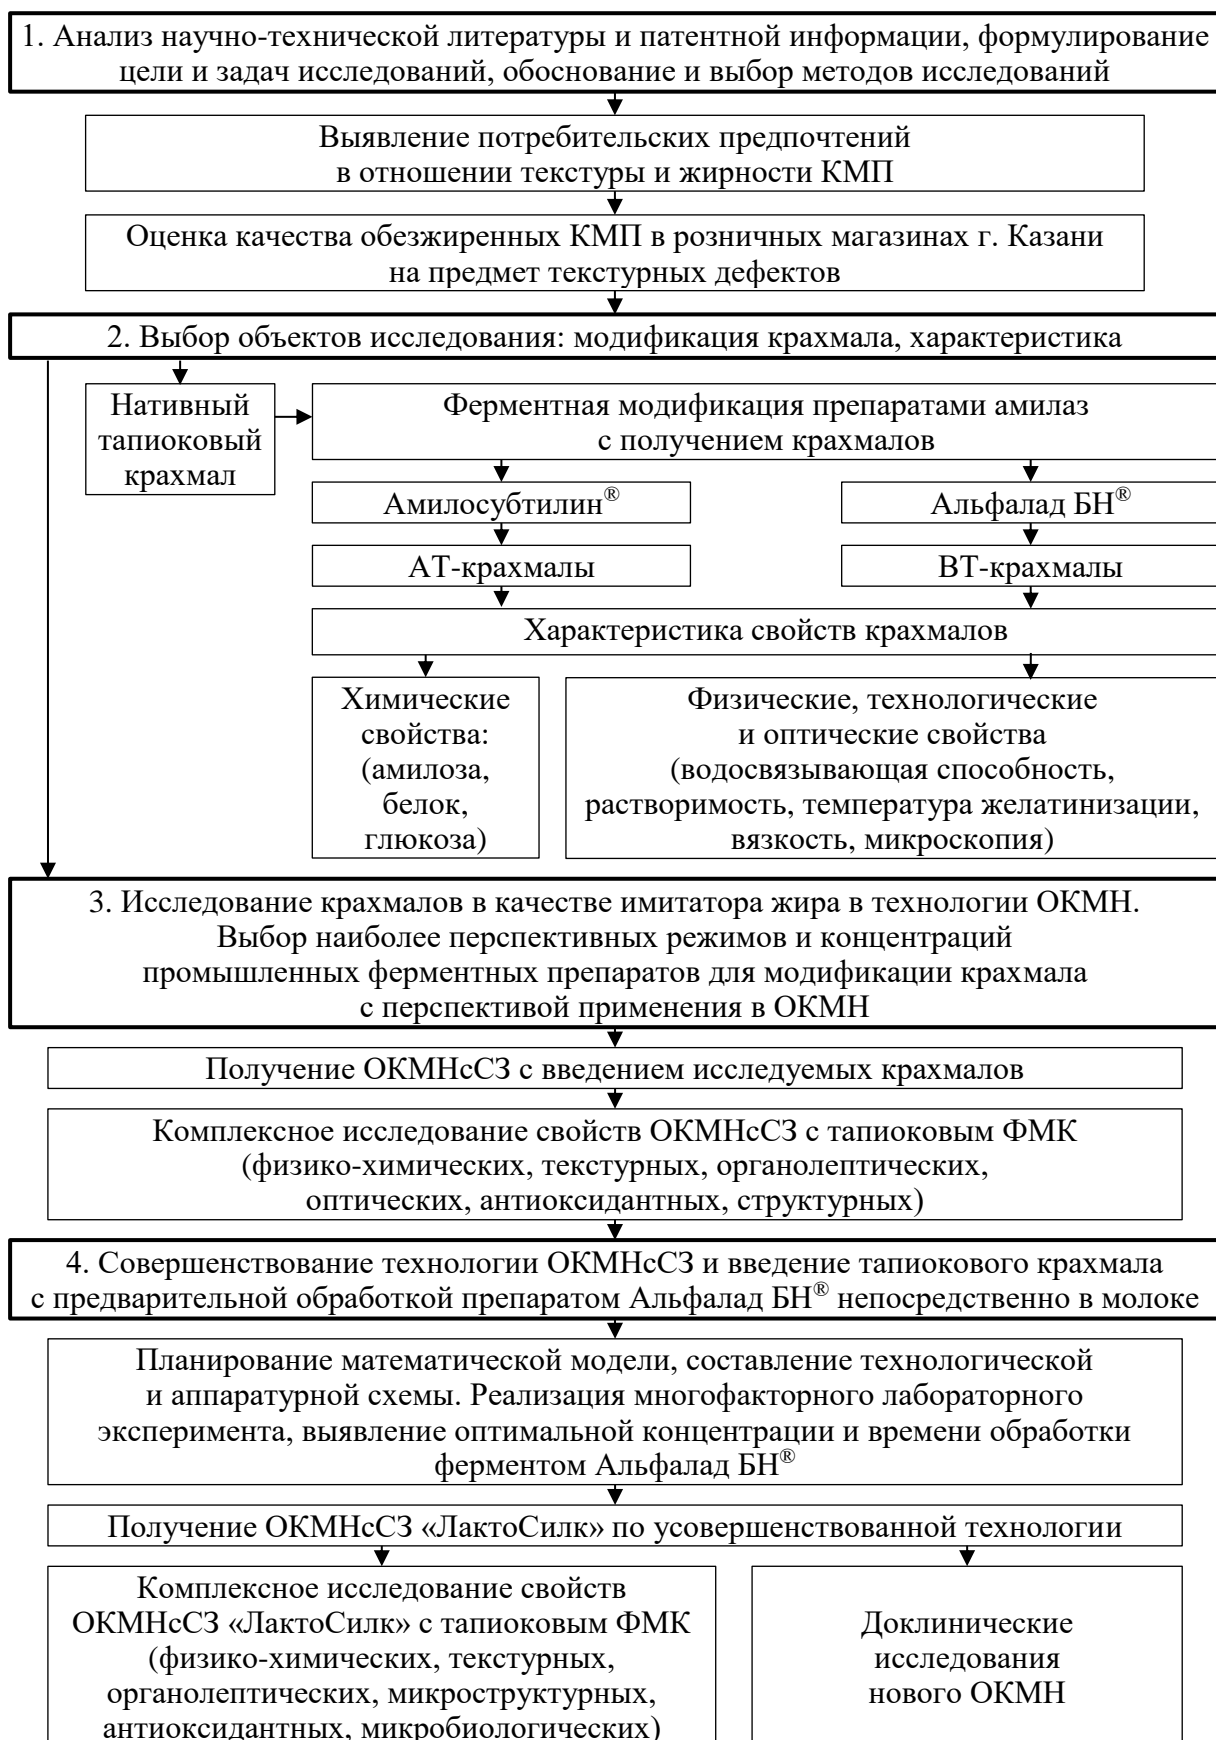 1. Анализ научно-технической литературы и патентной информации, формулирование
цели и задач исследований, обоснование и выбор методов исследований
Выявление потребительских предпочтений
в отношении текстуры и жирности КМП
Оценка качества обезжиренных КМП в розничных магазинах г. Казани
на предмет текстурных дефектов
2. Выбор объектов исследования: модификация крахмала, характеристика
Нативный
тапиоковый
крахмал
Ферментная модификация препаратами амилаз
с получением крахмалов
Амилосубтилин®
Альфалад БН®
АТ-крахмалы
ВТ-крахмалы
Характеристика свойств крахмалов
Химические
свойства:
(амилоза,
белок,
глюкоза)
Физические, технологические
и оптические свойства
(водосвязывающая способность,
растворимость, температура желатинизации,
вязкость, микроскопия)
3. Исследование крахмалов в качестве имитатора жира в технологии ОКМН.
Выбор наиболее перспективных режимов и концентраций
промышленных ферментных препаратов для модификации крахмала
с перспективой применения в ОКМН
Получение ОКМНсСЗ с введением исследуемых крахмалов
Комплексное исследование свойств ОКМНсСЗ с тапиоковым ФМК
(физико-химических, текстурных, органолептических,
оптических, антиоксидантных, структурных)
4. Совершенствование технологии ОКМНсСЗ и введение тапиокового крахмала
с предварительной обработкой препаратом Альфалад БН® непосредственно в молоке
Планирование математической модели, составление технологической
и аппаратурной схемы. Реализация многофакторного лабораторного
эксперимента, выявление оптимальной концентрации и времени обработки
ферментом Альфалад БН®
Получение ОКМНсСЗ «ЛактоСилк» по усовершенствованной технологии
Комплексное исследование свойств
ОКМНсСЗ «ЛактоСилк» с тапиоковым ФМК
(физико-химических, текстурных,
органолептических, микроструктурных,
антиоксидантных, микробиологических)
Доклинические
исследования
нового ОКМН